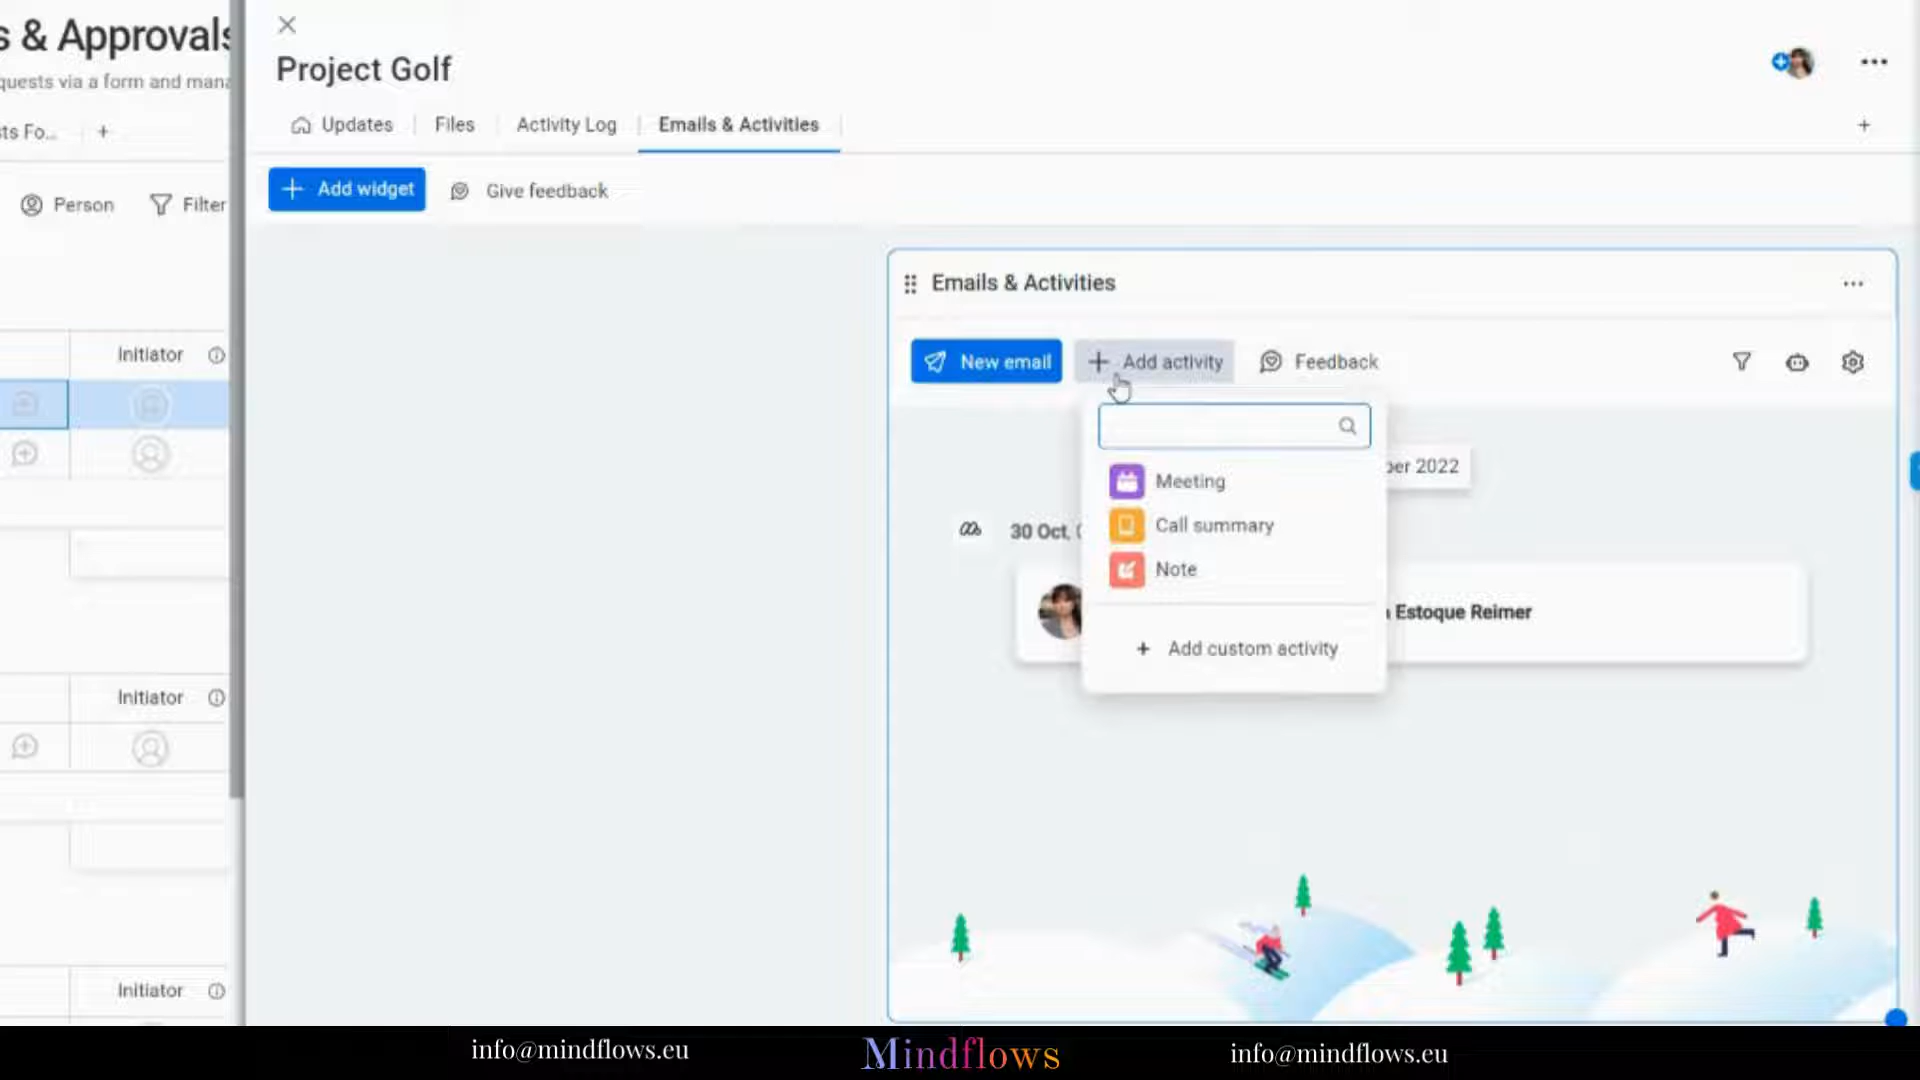 s & Approvals
quests via a form and mana
ts Fo... +
Person Filter
Initiator
Initiator
Initiator
Project Golf
Updates Files Activity Log Emails & Activities +
+ Add widget Give feedback
Emails & Activities
New email + Add activity Feedback
Meeting
Call summary
Note
+ Add custom activity
ber 2022
30 Oct,
Estoque Reimer
info@mindflows.eu Mindflows info@mindflows.eu